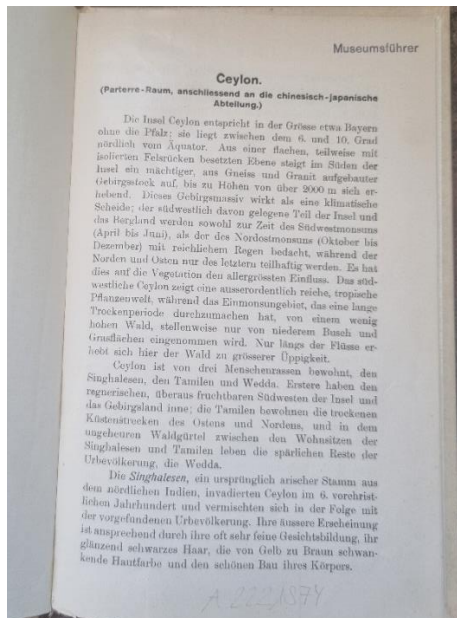 Museumsführer
Ceylon.
(Parterre-Raum, anschliessend an die chinesisch-japanische
Abteilung.)
Die Insel Ceylon entspricht in der Grösse etwa Bayern
ohne die Pfalz; sie liegt zwischen dem 6. und 10. Grad
nördlich vom Äquator. Aus einer flachen, teilweise mit
isolierten Felsrücken besetzten Ebene steigt im Süden der
Insel ein mächtiger, aus Gneiss und Granit aufgebauter
Gebirgsstock auf, bis zu Höhen von über 2000 m sich er-
hebend. Dieses Gebirgsmassiv wirkt als eine klimatische
Scheide; der südwestlich davon gelegene Teil der Insel und
das Bergland werden sowohl zur Zeit des Südwestmonsuns
(April bis Juni), als der des Nordostmonsuns (Oktober bis
Dezember) mit reichlichem Regen bedacht, während der
Norden und Osten nur des letztern teilhaftig werden. Es hat
dies auf die Vegetation den allergrössten Einfluss. Das süd-
westliche Ceylon zeigt eine ausserordentlich reiche, tropische
Pflanzenwelt, während das Einmonsungebiet, das eine lange
Trockenperiode durchzumachen hat, von einem wenig
hohen Wald, stellenweise nur von niederem Busch und
Grasflächen eingenommen wird. Nur längs der Flüsse er-
hebt sich hier der Wald zu grösserer Üppigkeit.
Ceylon ist von drei Menschenrassen bewohnt, den
Singhalesen, den Tamilen und Wedda. Erstere haben den
regnerischen, überaus fruchtbaren Südwesten der Insel und
das Gebirgsland inne; die Tamilen bewohnen die trockenen
Küstenstrecken des Ostens und Nordens, und in dem
ungeheuren Waldgürtel zwischen den Wohnsitzen der
Singhalesen und Tamilen leben die spärlichen Reste der
Urbevölkerung, die Wedda.
Die Singhalesen, ein ursprünglich arischer Stamm aus
dem nördlichen Indien, invadierten Ceylon im 6. vorchrist-
lichen Jahrhundert und vermischten sich in der Folge mit
der vorgefundenen Urbevölkerung. Ihre äussere Erscheinung
ist ansprechend durch ihre oft sehr feine Gesichtsbildung, ihr
glänzend schwarzes Haar, die von Gelb zu Braun schwan-
kende Hautfarbe und den schönen Bau ihres Körpers.